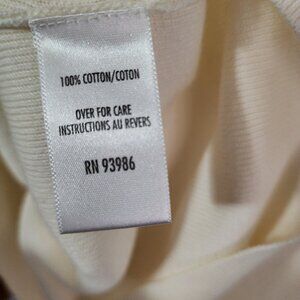 100% COTTON/COTON
OVER FOR CARE
INSTRUCTIONS AU REVERS
RN 93986